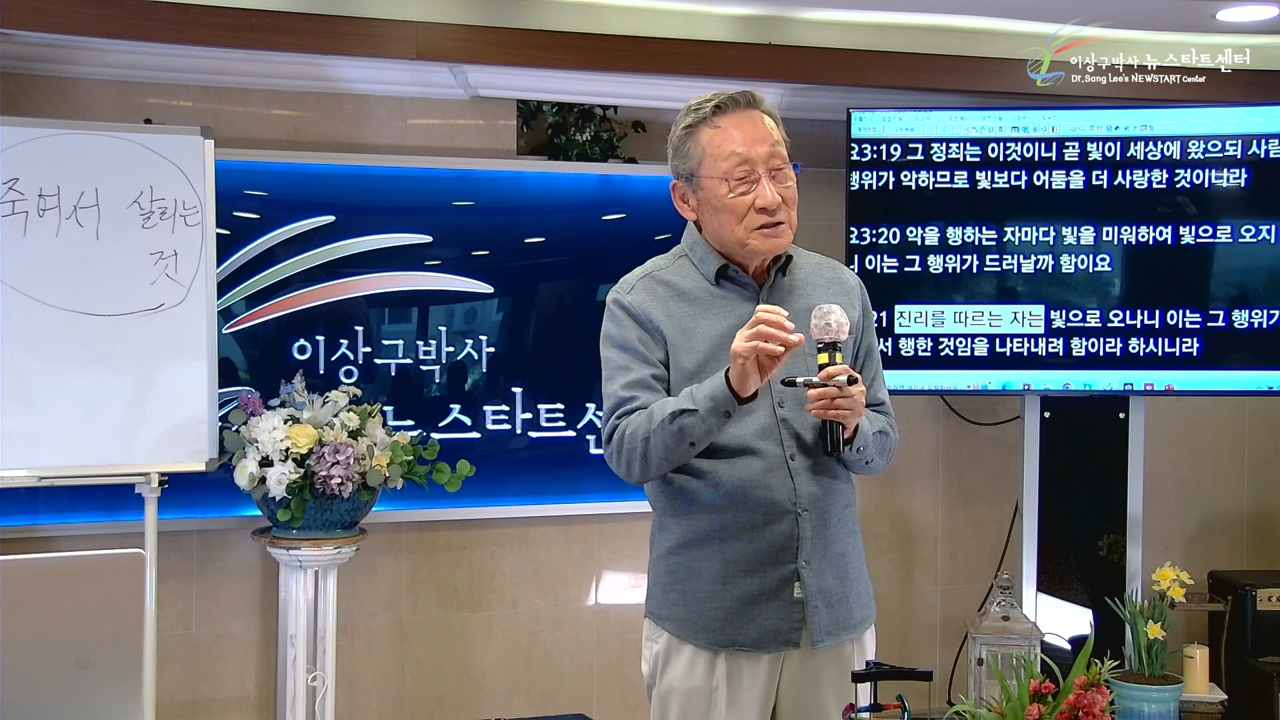 이상구박사 뉴스타트센터
Dr. Sang Lee's NEWSTART Center
죽여서 살리는
것
이상구박사
뉴스타트센
23:19 그 정죄는 이것이니 곧 빛이 세상에 왔으되 사람
행위가 악하므로 빛보다 어둠을 더 사랑한 것이니라
23:20 악을 행하는 자마다 빛을 미워하여 빛으로 오지
니 이는 그 행위가 드러날까 함이요
21 진리를 따르는 자는 빛으로 오나니 이는 그 행위가
서 행한 것임을 나타내려 함이라 하시니라